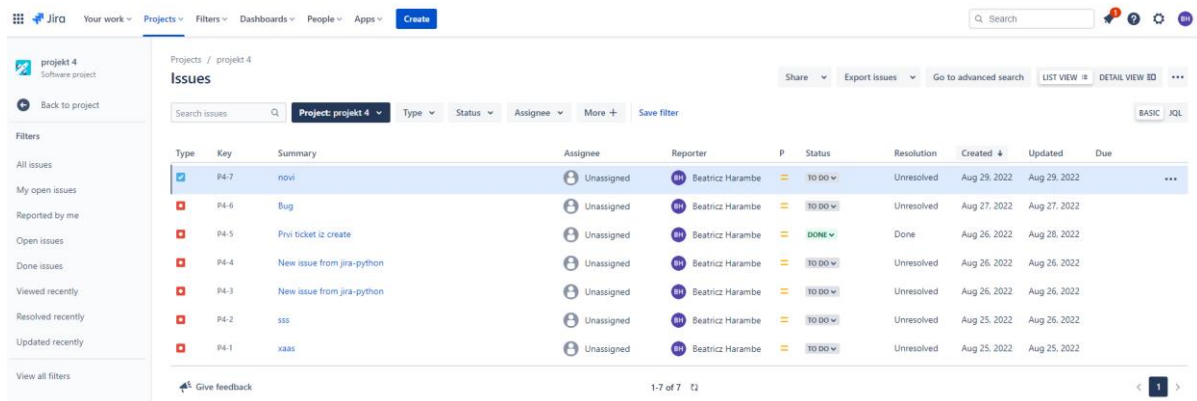 Jira Your work Projects Filters Dashboards People Apps Create Search 1 BH
projekt 4
Software project
Back to project
Filters
All issues
My open issues
Reported by me
Open issues
Done issues
Viewed recently
Resolved recently
Updated recently
View all filters
Projects / projekt 4
Issues
Share Export issues Go to advanced search LIST VIEW DETAIL VIEW
Search issues Project: projekt 4 Type Status Assignee More + Save filter BASIC JQL
Type Key Summary Assignee Reporter P Status Resolution Created Updated Due
P4-7 novi Unassigned BH Beatricz Harambe TO DO Unresolved Aug 29, 2022 Aug 29, 2022
P4-6 Bug Unassigned BH Beatricz Harambe TO DO Unresolved Aug 27, 2022 Aug 27, 2022
P4-5 Prvi ticket iz create Unassigned BH Beatricz Harambe DONE Done Aug 26, 2022 Aug 28, 2022
P4-4 New issue from jira-python Unassigned BH Beatricz Harambe TO DO Unresolved Aug 26, 2022 Aug 26, 2022
P4-3 New issue from jira-python Unassigned BH Beatricz Harambe TO DO Unresolved Aug 26, 2022 Aug 26, 2022
P4-2 sss Unassigned BH Beatricz Harambe TO DO Unresolved Aug 25, 2022 Aug 26, 2022
P4-1 xaas Unassigned BH Beatricz Harambe TO DO Unresolved Aug 25, 2022 Aug 25, 2022
Give feedback 1-7 of 7 < 1 >